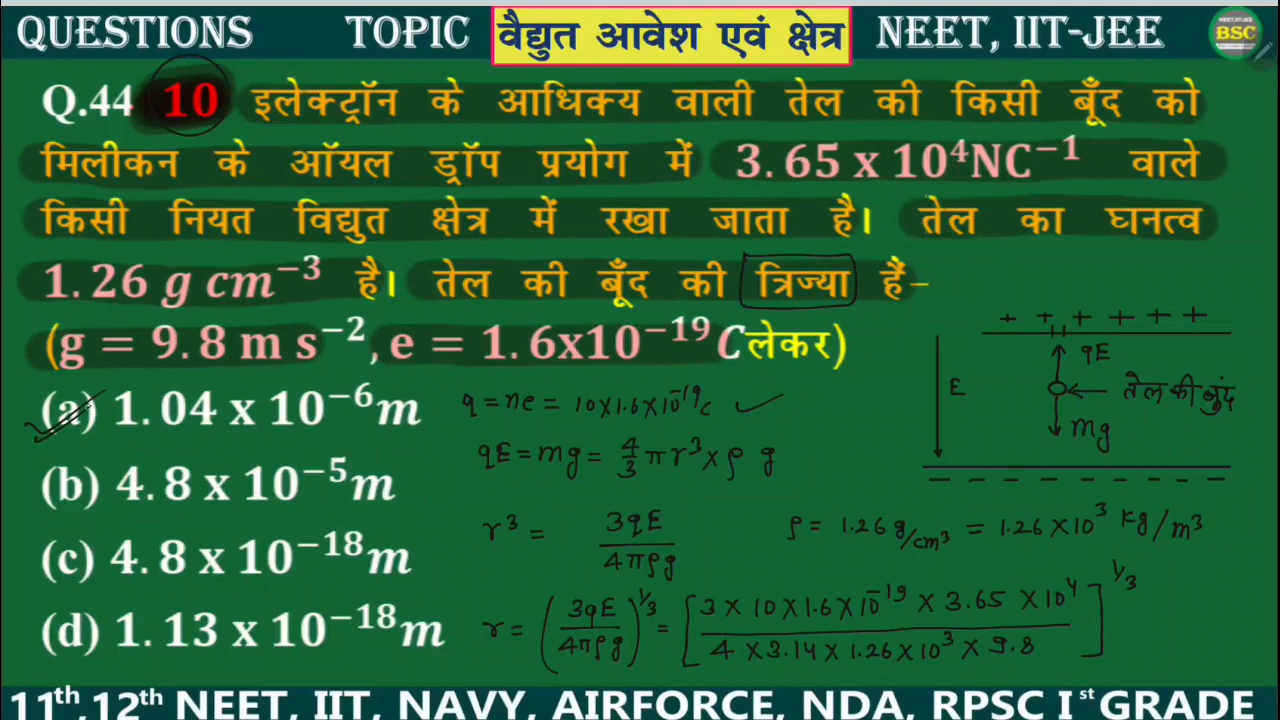 QUESTIONS TOPIC वैद्युत आवेश एवं क्षेत्र NEET, IIT-JEE
NEET,IIT-JEE
BSC
Q.44 10 इलेक्ट्रॉन के आधिक्य वाली तेल की किसी बूँद को
मिलीकन के ऑयल ड्रॉप प्रयोग में 3.65 x 10⁴NC⁻¹ वाले
किसी नियत विद्युत क्षेत्र में रखा जाता है। तेल का घनत्व
1.26 g cm⁻³ है। तेल की बूँद की त्रिज्या हैं-
(g = 9.8 m s⁻², e = 1.6x10⁻¹⁹C लेकर)
+ + + + + +
qE
E
तेल की बुंद
mg
- - - - - - - -
(a) 1.04 x 10⁻⁶m
q = ne = 10×1.6×10⁻¹⁹c
(b) 4.8 x 10⁻⁵m
qE = mg = 4/3 π r³ × ρ g
(c) 4.8 x 10⁻¹⁸m
r³ = 3qE/4πρg
ρ = 1.26 g/cm³ = 1.26 × 10³ kg/m³
(d) 1.13 x 10⁻¹⁸m
r = (3qE/4πρg)^1/3 = [3 × 10 × 1.6 × 10⁻¹⁹ × 3.65 × 10⁴ / 4 × 3.14 × 1.26 × 10³ × 9.8]^1/3
11th,12th NEET, IIT, NAVY, AIRFORCE, NDA, RPSC Ist GRADE